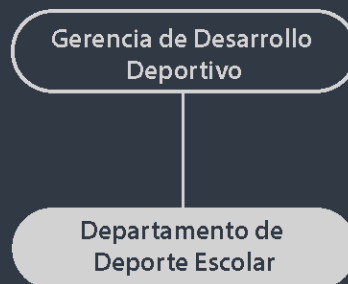 Gerencia de Desarrollo
Deportivo
Departamento de
Deporte Escolar